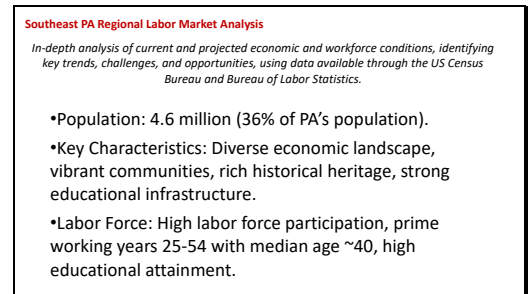 Southeast PA Regional Labor Market Analysis
In-depth analysis of current and projected economic and workforce conditions, identifying
key trends, challenges, and opportunities, using data available through the US Census
Bureau and Bureau of Labor Statistics.
•Population: 4.6 million (36% of PA’s population).
•Key Characteristics: Diverse economic landscape,
vibrant communities, rich historical heritage, strong
educational infrastructure.
•Labor Force: High labor force participation, prime
working years 25-54 with median age ~40, high
educational attainment.